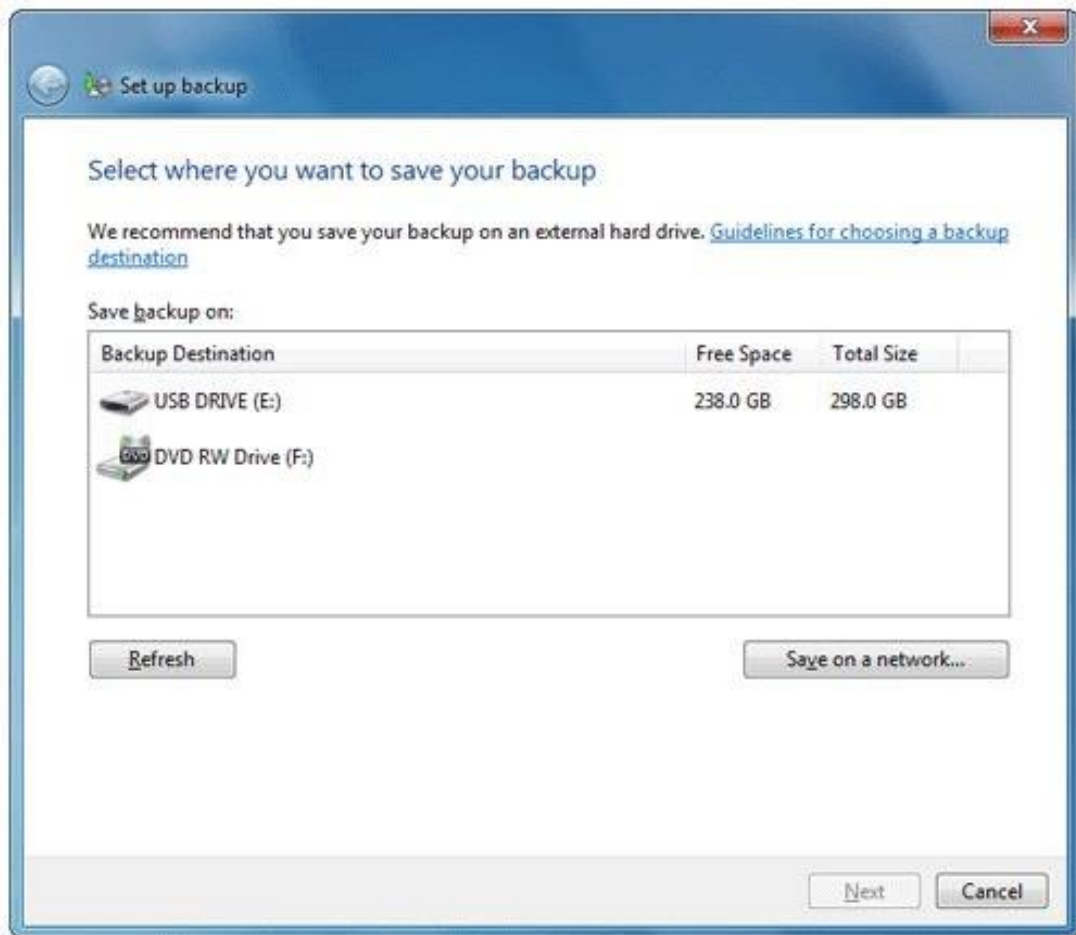 Set up backup
Select where you want to save your backup
We recommend that you save your backup on an external hard drive. Guidelines for choosing a backup
destination
Save backup on:
Backup Destination Free Space Total Size
USB DRIVE (E:) 238.0 GB 298.0 GB
DVD RW Drive (F:)
Refresh Save on a network...
Next Cancel